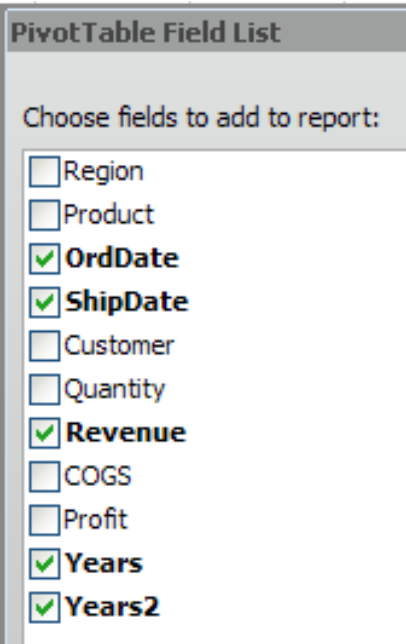 PivotTable Field List
Choose fields to add to report:
Region
Product
OrdDate
ShipDate
Customer
Quantity
Revenue
COGS
Profit
Years
Years2